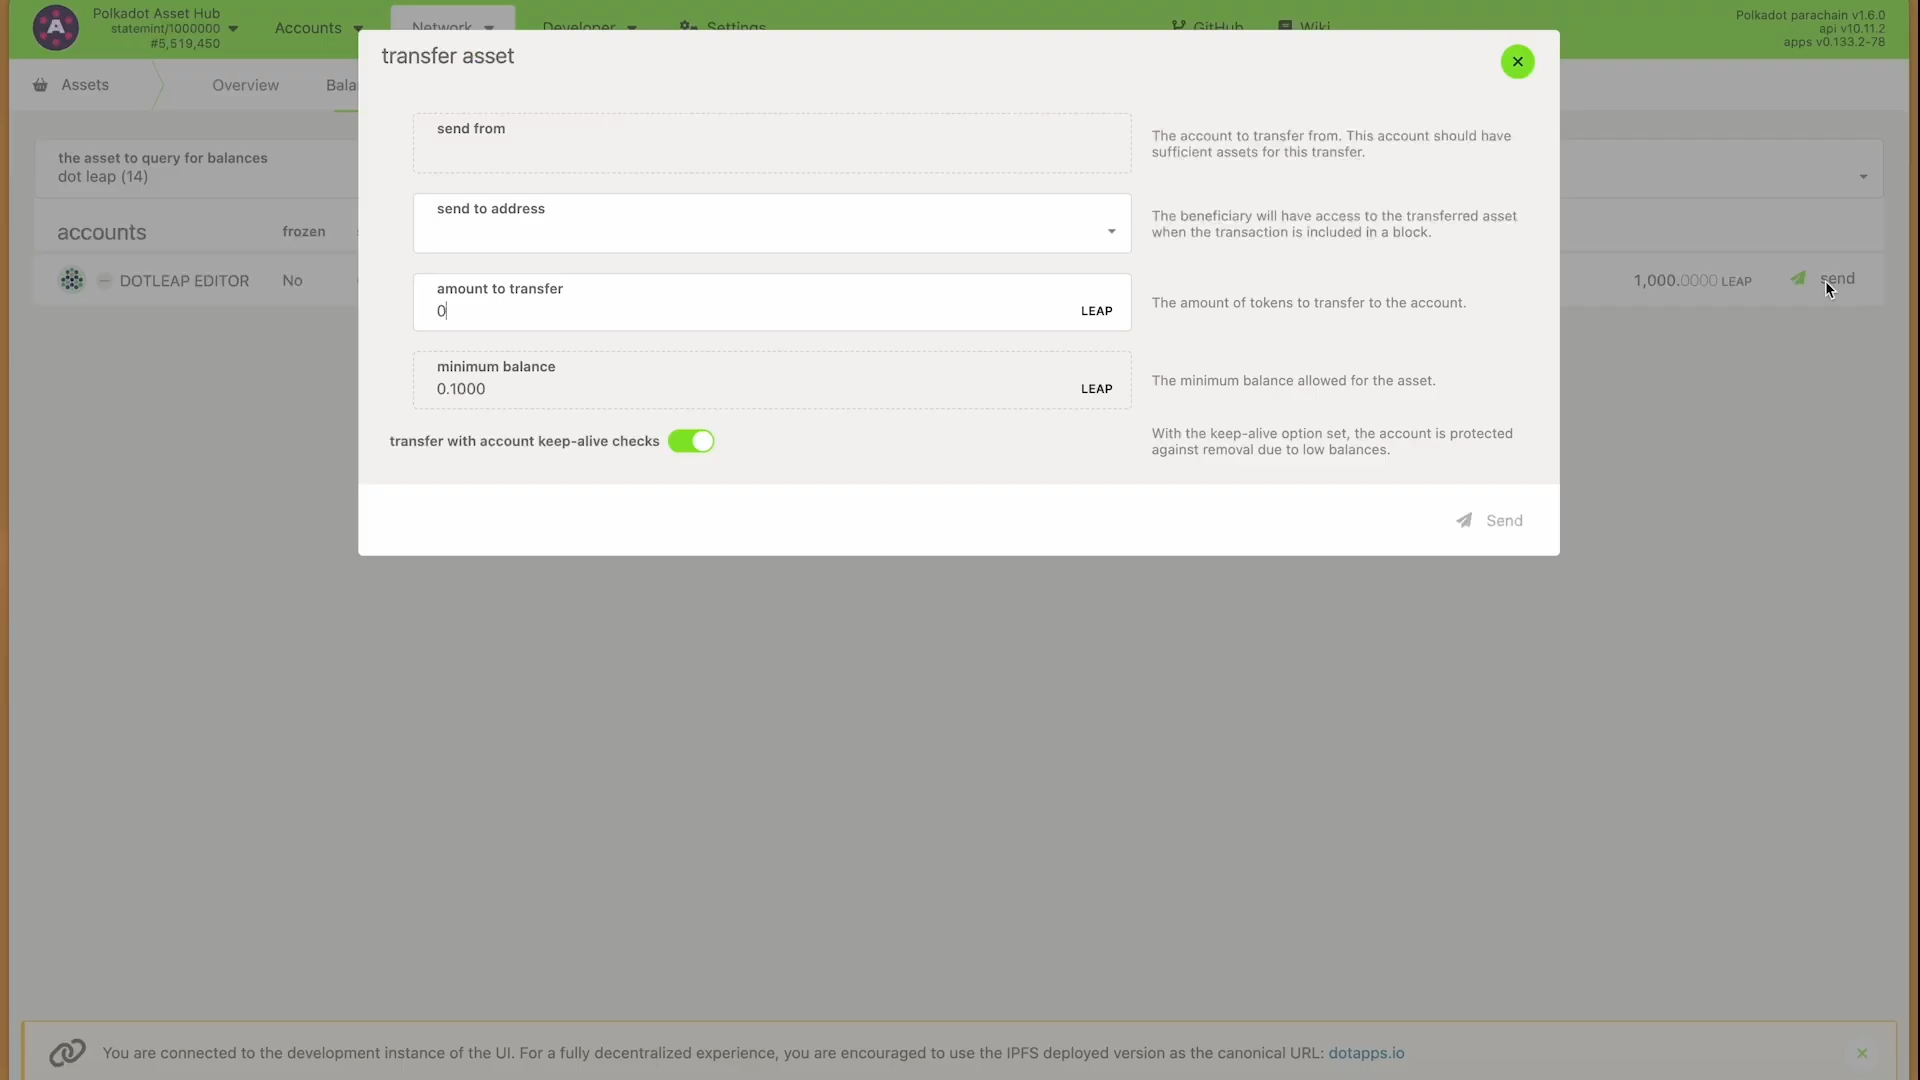 Polkadot Asset Hub
statemint/1000000
#5,519,450
Accounts
Network
Developer
Settings
GitHub
Wiki
Polkadot parachain v1.6.0
api v10.11.2
apps v0.133.2-78
Assets
Overview
Bala
the asset to query for balances
dot leap (14)
accounts
frozen
DOTLEAP EDITOR
No
1,000.0000 LEAP
send
transfer asset
send from
The account to transfer from. This account should have
sufficient assets for this transfer.
send to address
The beneficiary will have access to the transferred asset
when the transaction is included in a block.
amount to transfer
0
LEAP
The amount of tokens to transfer to the account.
minimum balance
0.1000
LEAP
The minimum balance allowed for the asset.
transfer with account keep-alive checks
With the keep-alive option set, the account is protected
against removal due to low balances.
Send
You are connected to the development instance of the UI. For a fully decentralized experience, you are encouraged to use the IPFS deployed version as the canonical URL: dotapps.io